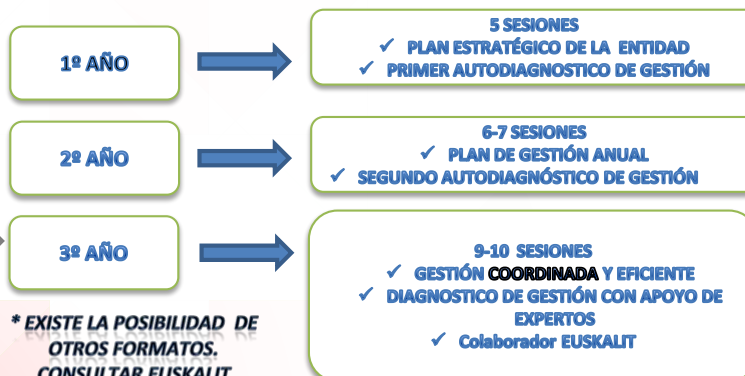 1º AÑO
5 SESIONES
✓ PLAN ESTRATÉGICO DE LA ENTIDAD
✓ PRIMER AUTODIAGNOSTICO DE GESTIÓN
2º AÑO
6-7 SESIONES
✓ PLAN DE GESTIÓN ANUAL
✓ SEGUNDO AUTODIAGNÓSTICO DE GESTIÓN
3º AÑO
9-10 SESIONES
✓ GESTIÓN COORDINADA Y EFICIENTE
✓ DIAGNOSTICO DE GESTIÓN CON APOYO DE
EXPERTOS
✓ Colaborador EUSKALIT
* EXISTE LA POSIBILIDAD DE
OTROS FORMATOS.
CONSULTAR EUSKALIT